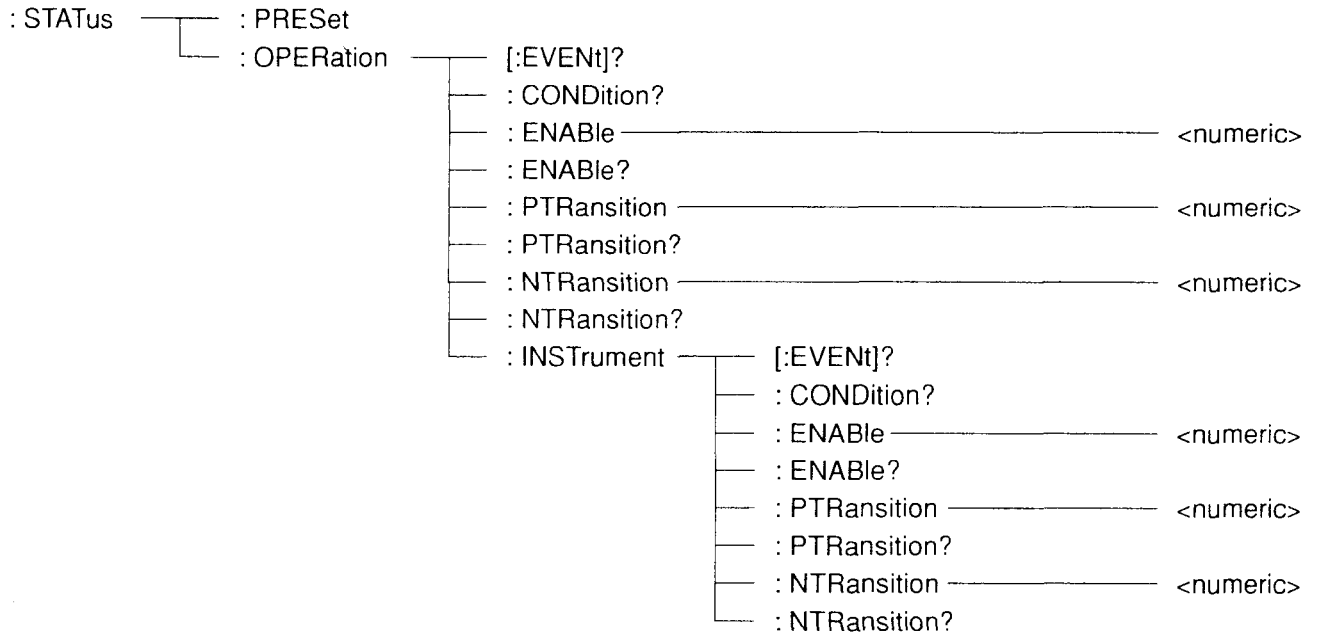 : STATus : PRESet
: OPERation [:EVENt]?
: CONDition?
: ENABle <numeric>
: ENABle?
: PTRansition <numeric>
: PTRansition?
: NTRansition <numeric>
: NTRansition?
: INSTrument [:EVENt]?
: CONDition?
: ENABle <numeric>
: ENABle?
: PTRansition <numeric>
: PTRansition?
: NTRansition <numeric>
: NTRansition?